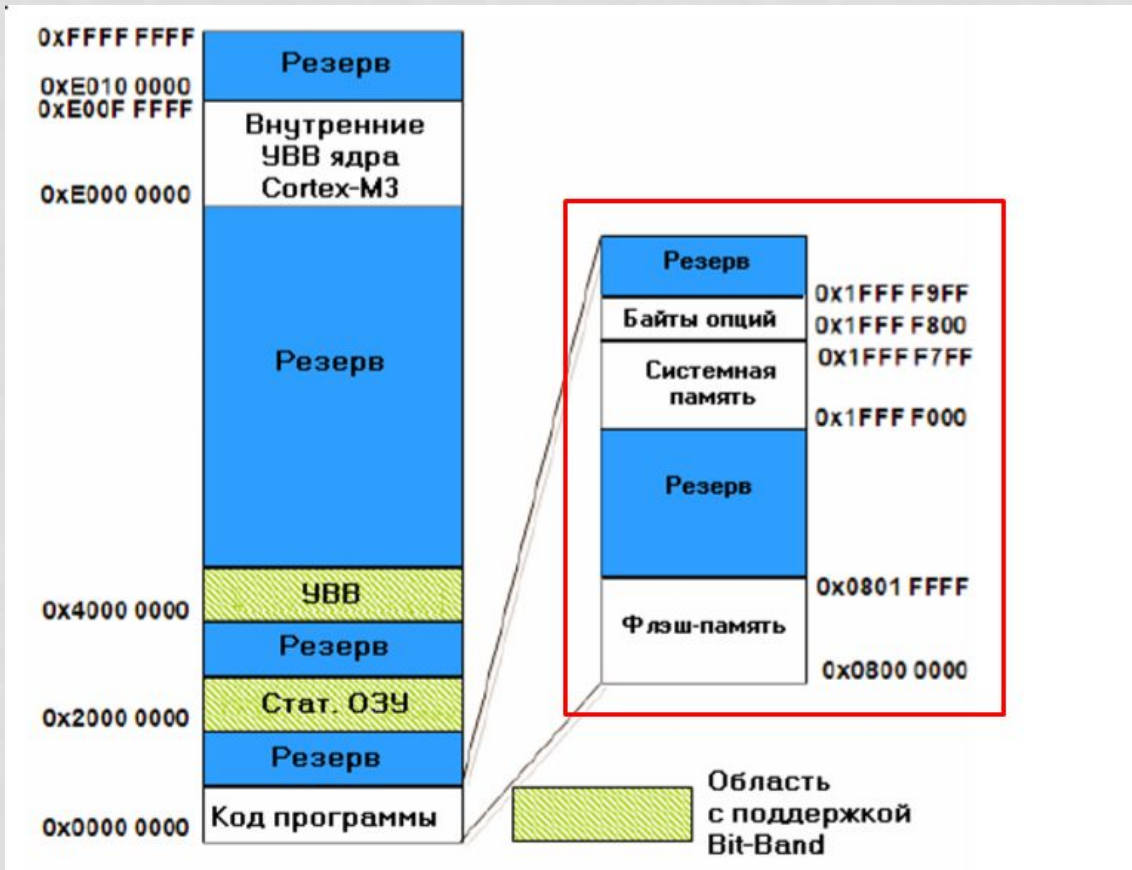 0xFFFF FFFF
Резерв
0xE010 0000
0xE00F FFFF
Внутренние
УВВ ядра
Cortex-M3
0xE000 0000
Резерв
УВВ
0x4000 0000
Резерв
Стат. ОЗУ
0x2000 0000
Резерв
0x0000 0000
Код программы
Резерв
0x1FFF F9FF
Байты опций
0x1FFF F800
0x1FFF F7FF
Системная
память
0x1FFF F000
Резерв
0x0801 FFFF
Флэш-память
0x0800 0000
Область
с поддержкой
Bit-Band